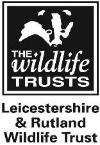 THE
wildlife
TRUSTS
Leicestershire
& Rutland
Wildlife Trust